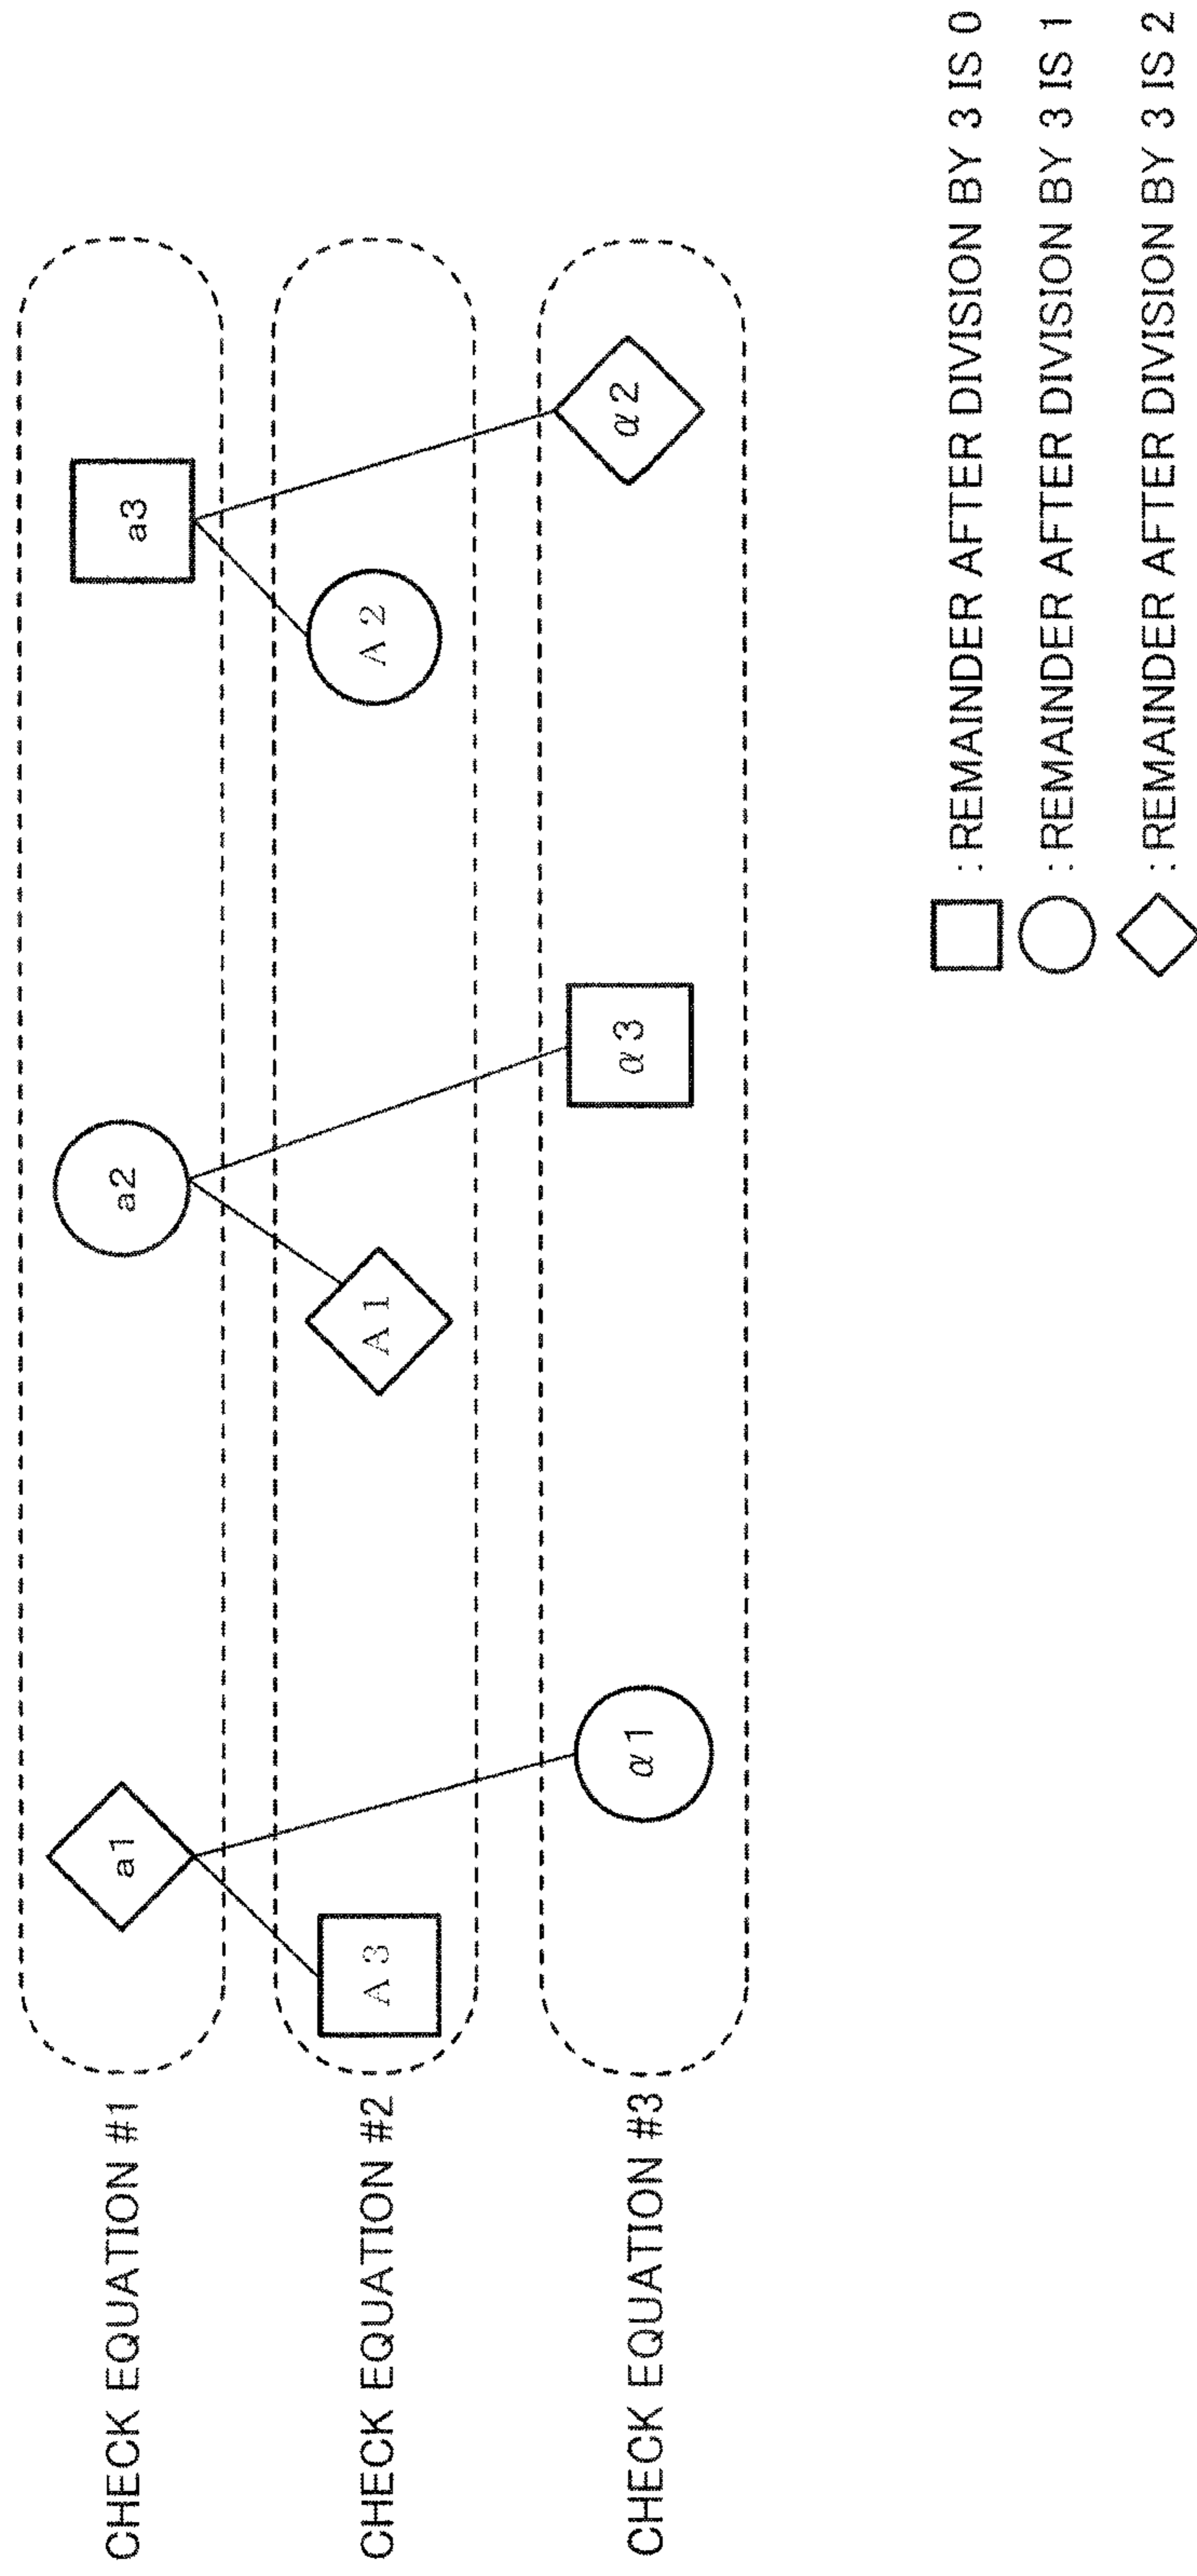 CHECK EQUATION #1
a1
a2
a3
CHECK EQUATION #2
A3
A1
A2
CHECK EQUATION #3
α1
α3
α2
: REMAINDER AFTER DIVISION BY 3 IS 0
: REMAINDER AFTER DIVISION BY 3 IS 1
: REMAINDER AFTER DIVISION BY 3 IS 2